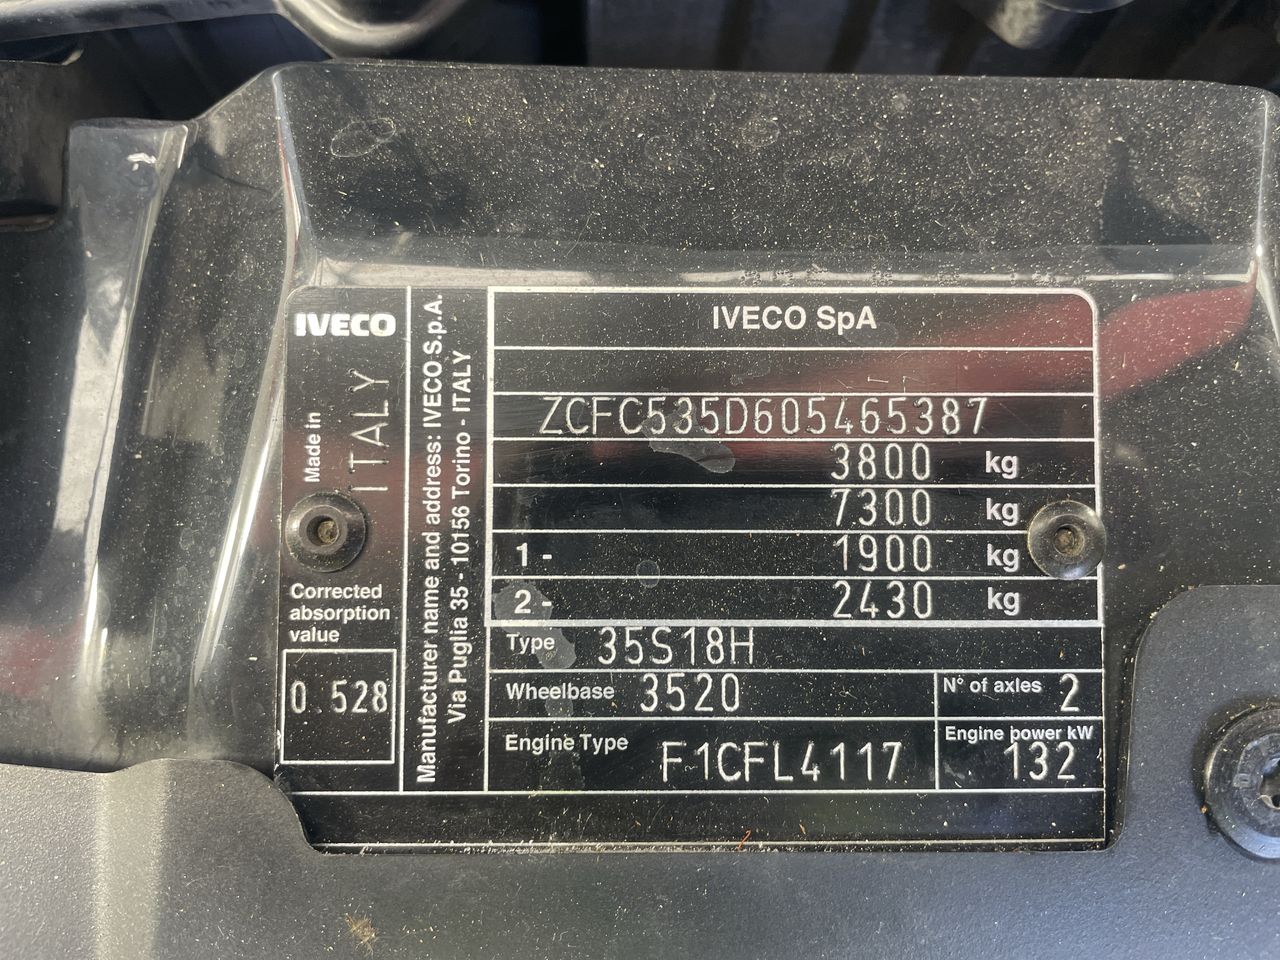 IVECO
Made in
ITALY
Corrected
absorption
value
0.528
Manufacturer name and address: IVECO S.p.A.
Via Puglia 35 - 10156 Torino - ITALY
IVECO SpA
ZCFC535D605465387
3800 kg
7300 kg
1 - 1900 kg
2 - 2430 kg
Type 35S18H
Wheelbase 3520
N° of axles 2
Engine Type F1CFL4117
Engine power kW
132